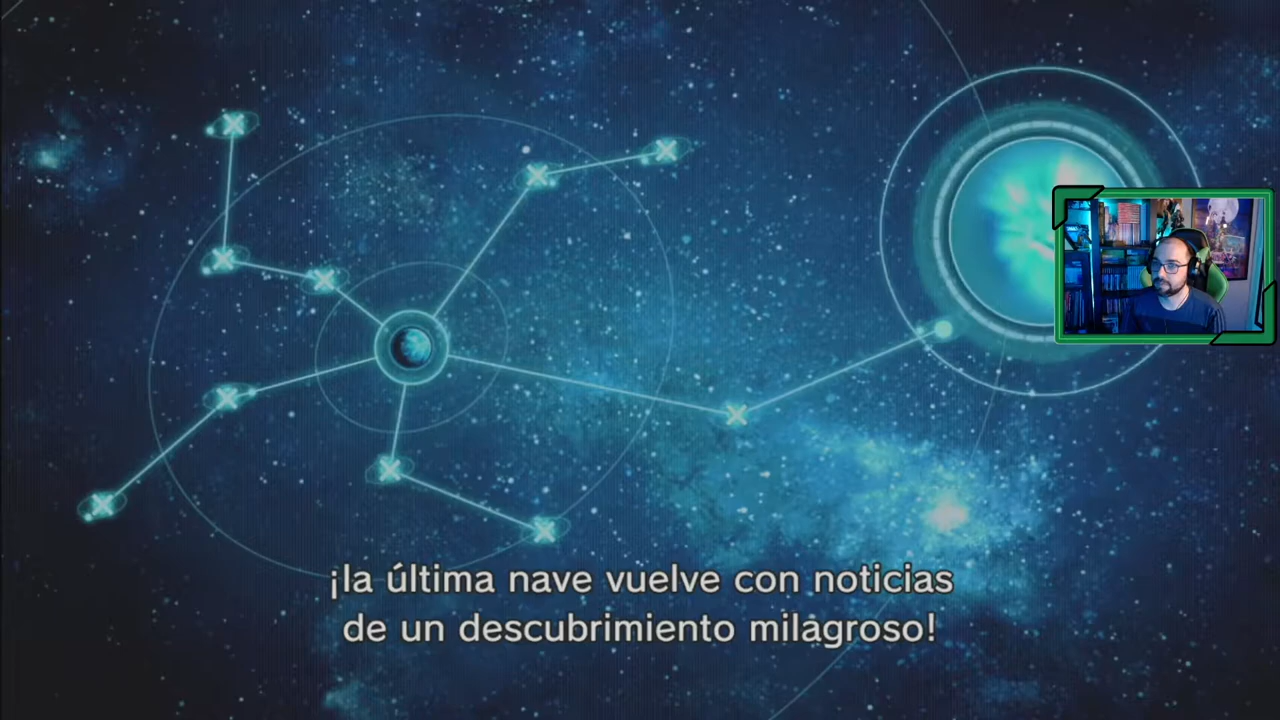 ¡la última nave vuelve con noticias
de un descubrimiento milagroso!